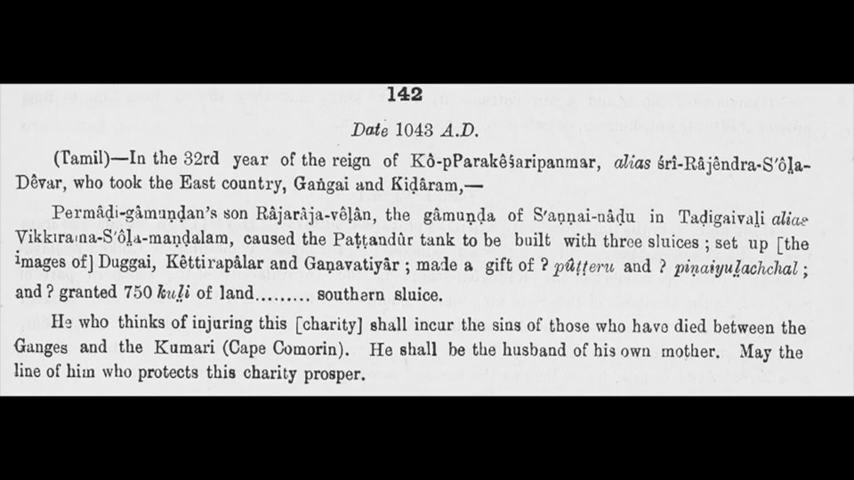 142
Date 1043 A.D.
(Tamil)—In the 32rd year of the reign of Kô-pParakêśaripanmar, alias śrî-Râjêndra-S'ôḷa-
Dêvar, who took the East country, Gaṅgai and Kiḍâram,—
Permâḍi-gâmuṇḍan's son Râjarâja-vêḷân, the gâmuṇḍa of S'aṇṇai-nâḍu in Taḍigaivaḷi alias
Vikkirama-S'ôḷa-maṇḍalam, caused the Paṭṭandûr tank to be built with three sluices ; set up [the
images of] Duggai, Kêttirapâlar and Gaṇavatiyâr ; made a gift of ? pûṭṭeru and ? piṇaiyuḻachchal ;
and ? granted 750 kuḻi of land......... southern sluice.
He who thinks of injuring this [charity] shall incur the sins of those who have died between the
Ganges and the Kumari (Cape Comorin). He shall be the husband of his own mother. May the
line of him who protects this charity prosper.